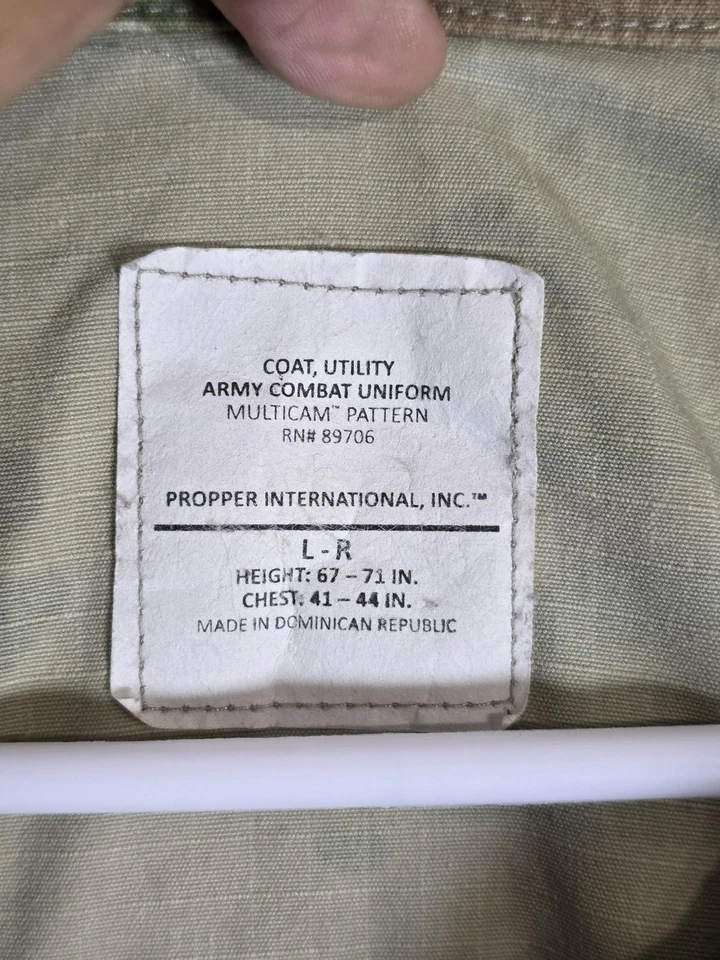 COAT, UTILITY
ARMY COMBAT UNIFORM
MULTICAM™ PATTERN
RN# 89706
PROPPER INTERNATIONAL, INC.™
L - R
HEIGHT: 67 – 71 IN.
CHEST: 41 – 44 IN.
MADE IN DOMINICAN REPUBLIC